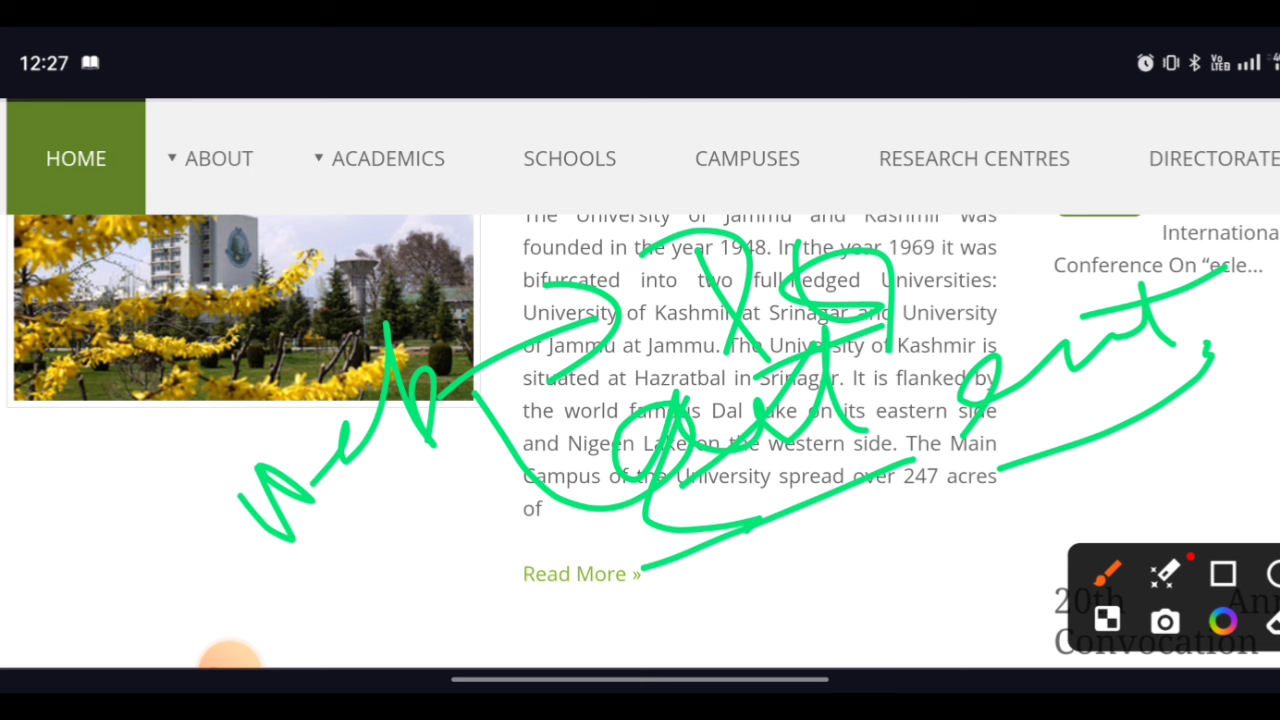 12:27
HOME
ABOUT
ACADEMICS
SCHOOLS
CAMPUSES
RESEARCH CENTRES
DIRECTORATE
The University of Jammu and Kashmir was
founded in the year 1948. In the year 1969 it was
bifurcated into two full-fledged Universities:
University of Kashmir at Srinagar and University
of Jammu at Jammu. The University of Kashmir is
situated at Hazratbal in Srinagar. It is flanked by
the world famous Dal Lake on its eastern side
and Nigeen Lake on the western side. The Main
Campus of the University spread over 247 acres
of
Read More »
Internationa
Conference On “ecle...
20th Ann
Convocation